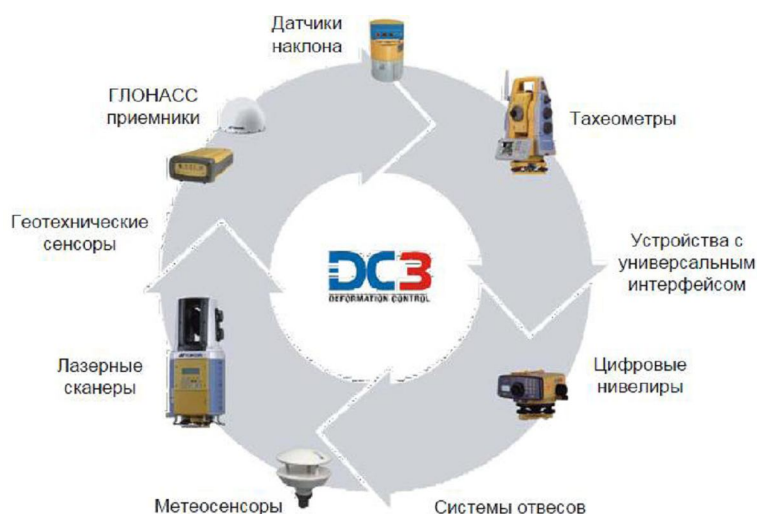 Датчики
наклона
ГЛОНАСС
приемники
Тахеометры
Геотехнические
сенсоры
Устройства с
универсальным
интерфейсом
DC3
DEFORMATION CONTROL
Лазерные
сканеры
Цифровые
нивелиры
Метеосенсоры
Системы отвесов